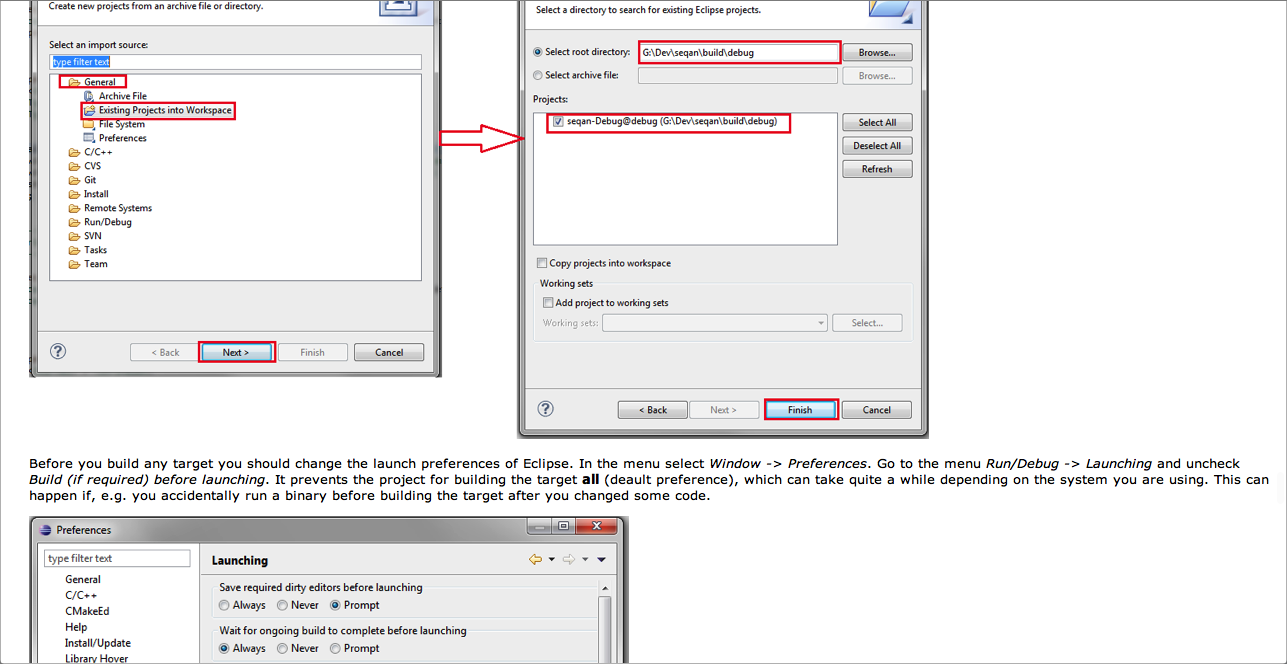 Create new projects from an archive file or directory.
Select an import source:
type filter text
General
Archive File
Existing Projects into Workspace
File System
Preferences
C/C++
CVS
Git
Install
Remote Systems
Run/Debug
SVN
Tasks
Team
< Back
Next >
Finish
Cancel
Select a directory to search for existing Eclipse projects.
Select root directory:
G:\Dev\seqan\build\debug
Browse...
Select archive file:
Browse...
Projects:
seqan-Debug@debug (G:\Dev\seqan\build\debug)
Select All
Deselect All
Refresh
Copy projects into workspace
Working sets
Add project to working sets
Working sets:
Select...
< Back
Next >
Finish
Cancel
Before you build any target you should change the launch preferences of Eclipse. In the menu select Window -> Preferences. Go to the menu Run/Debug -> Launching and uncheck
Build (if required) before launching. It prevents the project for building the target all (deault preference), which can take quite a while depending on the system you are using. This can
happen if, e.g. you accidentally run a binary before building the target after you changed some code.
Preferences
type filter text
General
C/C++
CMakeEd
Help
Install/Update
Library Hover
Launching
Save required dirty editors before launching
Always Never Prompt
Wait for ongoing build to complete before launching
Always Never Prompt